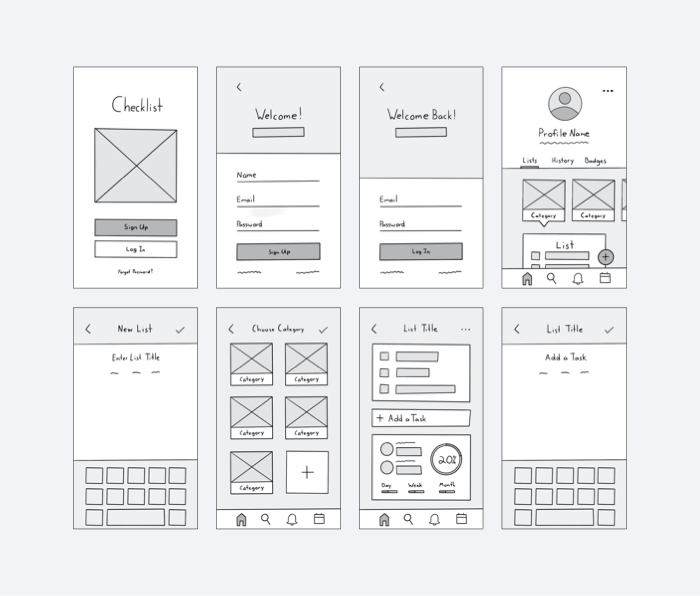 Checklist
Sign Up
Log In
Forgot Password?
Welcome!
Name
Email
Password
Sign Up
Welcome Back!
Email
Password
Log In
Profile Name
Lists History Badges
Category Category
List
+
New List
Enter List Title
Choose Category
Category Category
Category Category
Category
+
List Title
+ Add a Task
20%
Day Week Month
List Title
Add a Task